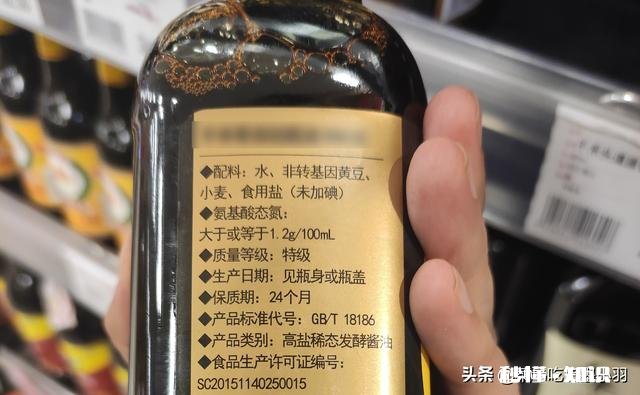 ◆配料：水、非转基因黄豆、
小麦、食用盐（未加碘）
◆氨基酸态氮：
大于或等于1.2g/100mL
◆质量等级：特级
◆生产日期：见瓶身或瓶盖
◆保质期：24个月
◆产品标准代号：GB/T 18186
◆产品类别：高盐稀态发酵酱油
◆食品生产许可证编号：
SC20151140250015
头条